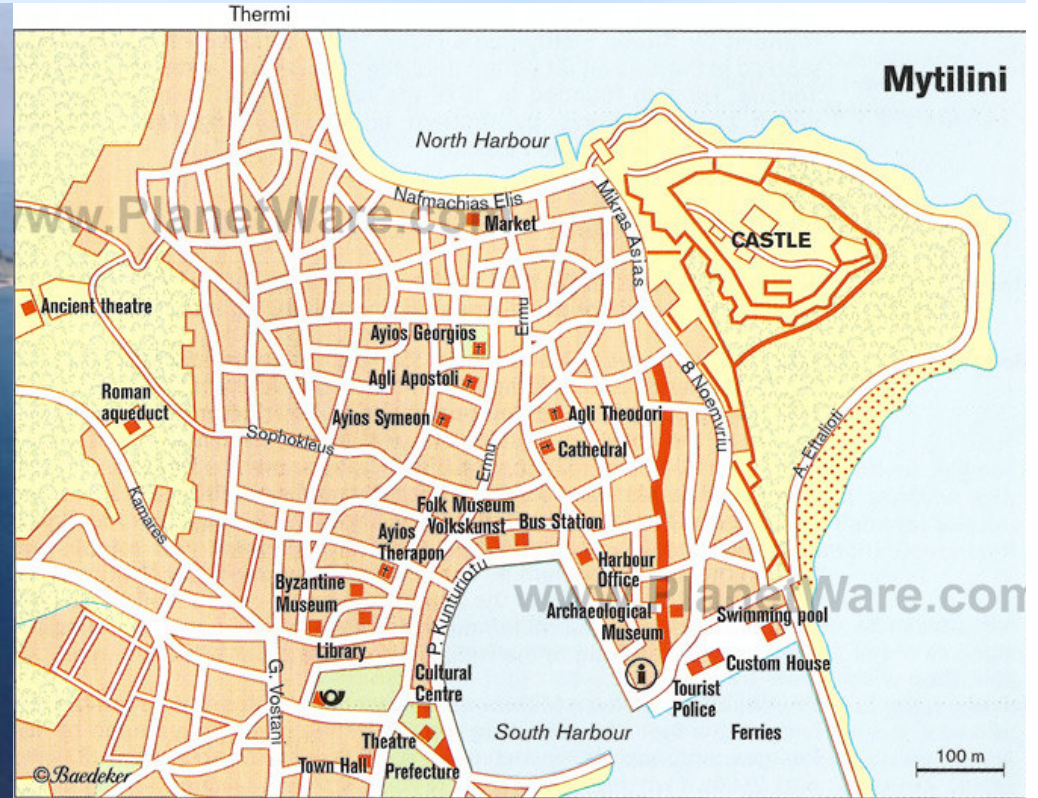 Thermi
Mytilini
North Harbour
Nafmachias Elis
www.PlanetWare.com
Market
Mikras Asias
CASTLE
Ancient theatre
Ermu
Ayios Georgios
Agli Apostoli
8 Noemvriu
Roman
aqueduct
Ayios Symeon
Agli Theodori
A. Eftalioti
Sophokleus
Cathedral
Ermu
Kamares
Folk Museum
Volkskunst
Bus Station
Ayios
Therapon
Harbour
Office
P. Kunturiotu
Byzantine
Museum
www.PlanetWare.com
Archaeological
Museum
Swimming pool
Library
G. Vostani
Cultural
Centre
i
Custom House
Tourist
Police
Theatre
South Harbour
Ferries
Town Hall
Prefecture
©Baedeker
100 m